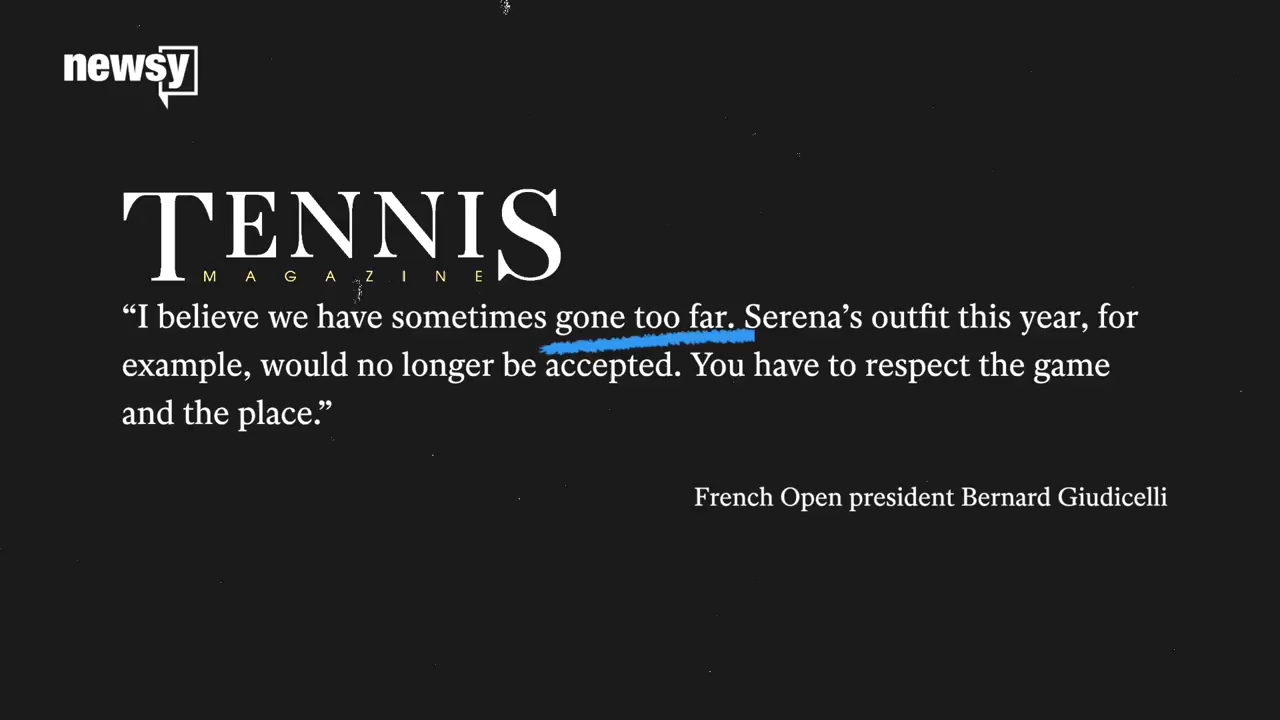 newsy
TENNIS
MAGAZINE
“I believe we have sometimes gone too far. Serena’s outfit this year, for
example, would no longer be accepted. You have to respect the game
and the place.”
French Open president Bernard Giudicelli